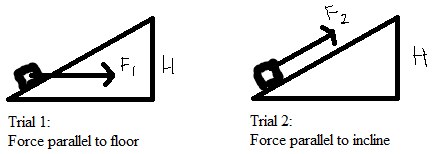 F₁
H
Trial 1:
Force parallel to floor
F₂
H
Trial 2:
Force parallel to incline